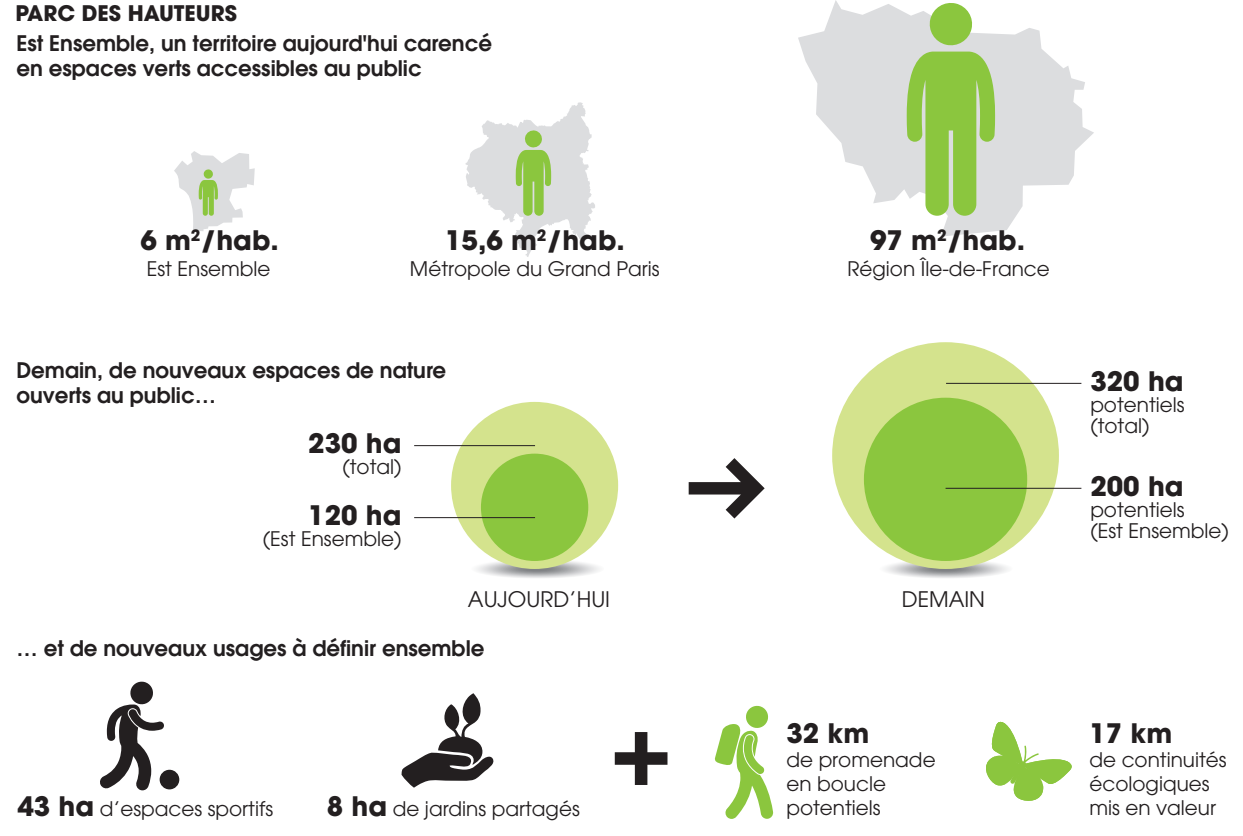 PARC DES HAUTEURS
Est Ensemble, un territoire aujourd'hui carencé
en espaces verts accessibles au public
6 m²/hab.
Est Ensemble
15,6 m²/hab.
Métropole du Grand Paris
97 m²/hab.
Région Île-de-France
Demain, de nouveaux espaces de nature
ouverts au public…
230 ha
(total)
120 ha
(Est Ensemble)
AUJOURD’HUI
320 ha
potentiels
(total)
200 ha
potentiels
(Est Ensemble)
DEMAIN
… et de nouveaux usages à définir ensemble
43 ha d’espaces sportifs
8 ha de jardins partagés
32 km
de promenade
en boucle
potentiels
17 km
de continuités
écologiques
mis en valeur